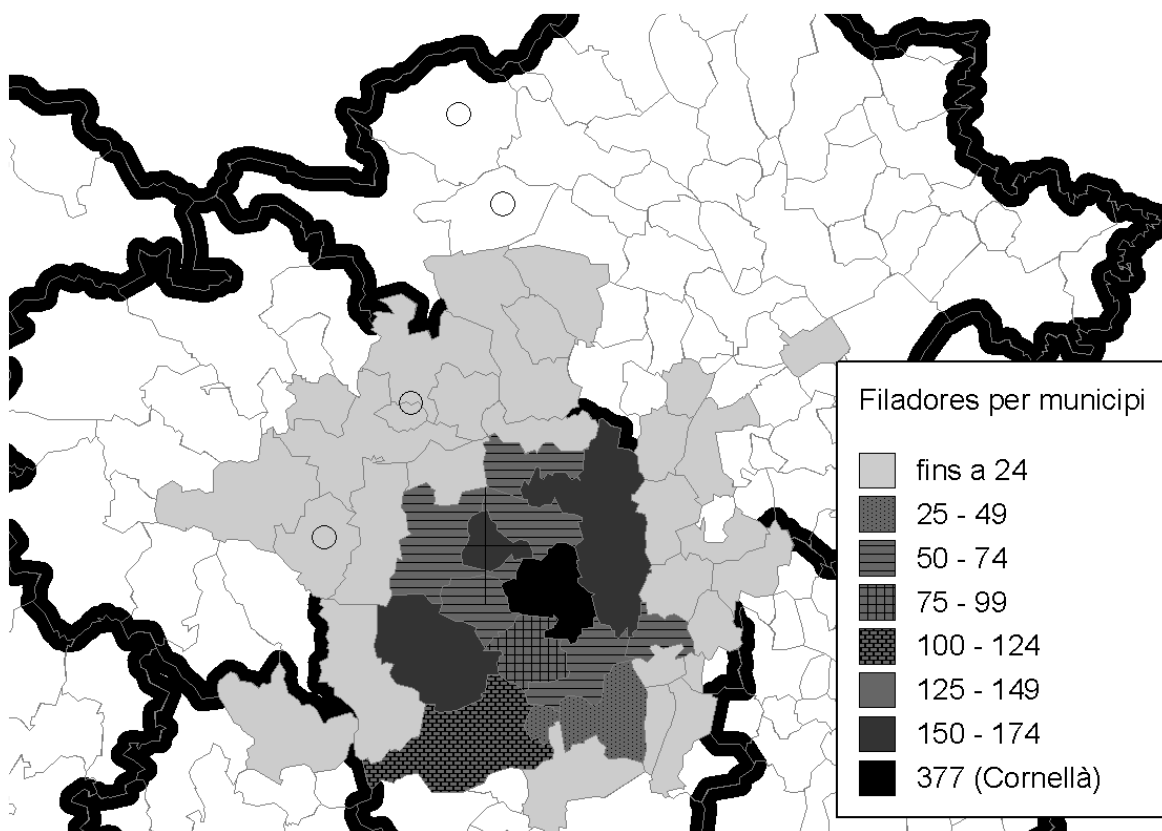 Filadores per municipi
fins a 24
25 - 49
50 - 74
75 - 99
100 - 124
125 - 149
150 - 174
377 (Cornellà)